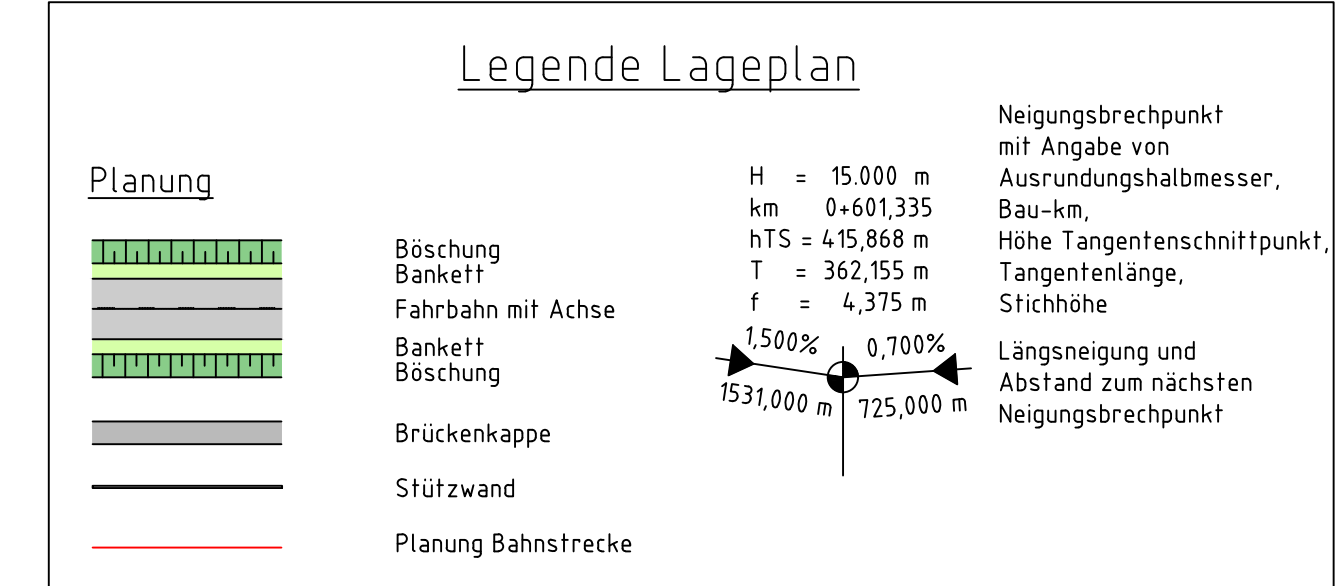 Legende Lageplan
Planung
Böschung
Bankett
Fahrbahn mit Achse
Bankett
Böschung
Brückenkappe
Stützwand
Planung Bahnstrecke
H = 15.000 m
km 0+601,335
hTS = 415,868 m
T = 362,155 m
f = 4,375 m
1,500% 0,700%
1531,000 m 725,000 m
Neigungsbrechpunkt
mit Angabe von
Ausrundungshalbmesser,
Bau-km,
Höhe Tangentenschnittpunkt,
Tangentenlänge,
Stichhöhe
Längsneigung und
Abstand zum nächsten
Neigungsbrechpunkt